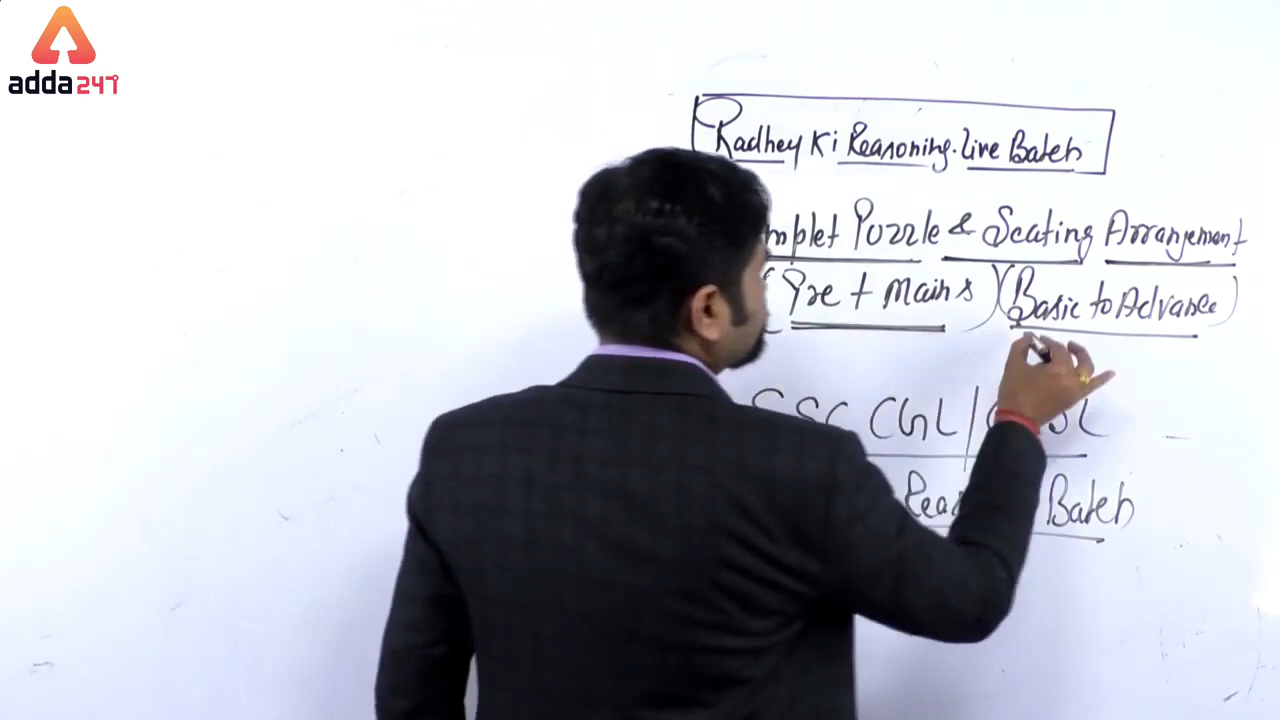 adda247
Radhey Ki Reasoning Live Batch
mplet Puzzle & Seating Arrangement
(Pre + Mains) (Basic to Advance)
SSC CGL/
Batch